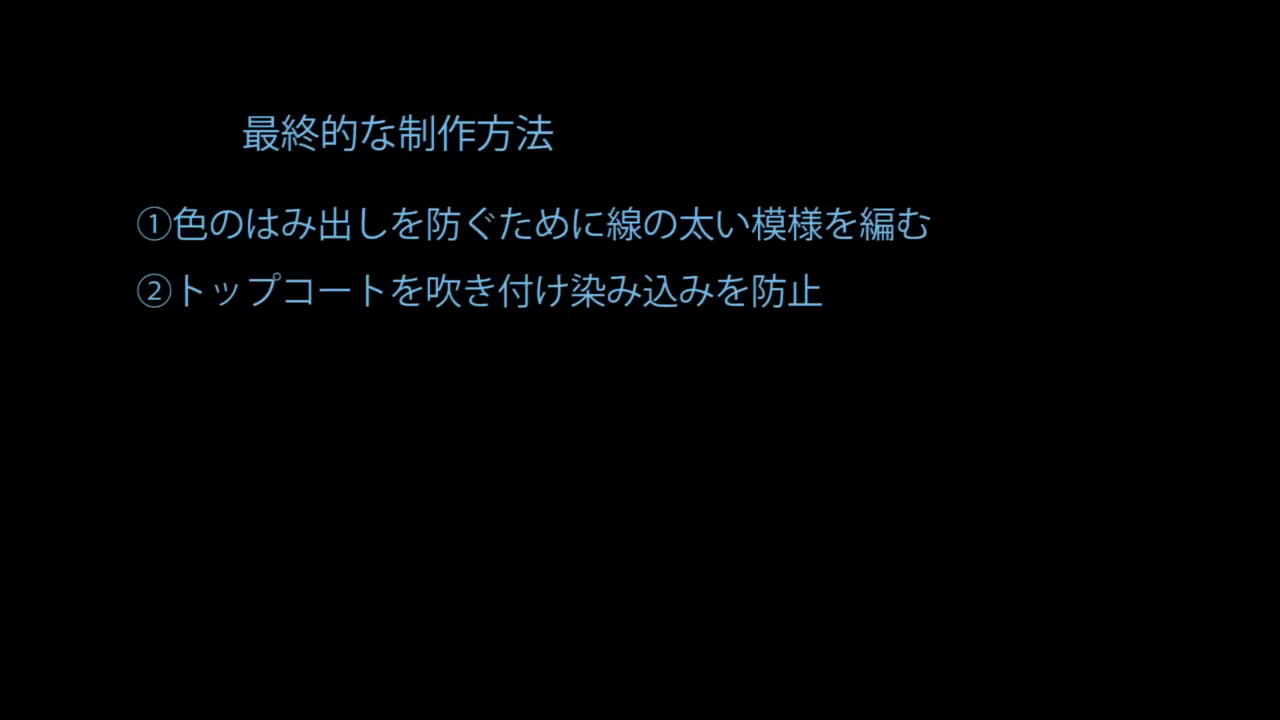 最終的な制作方法
①色のはみ出しを防ぐために線の太い模様を編む
②トップコートを吹き付け染み込みを防止